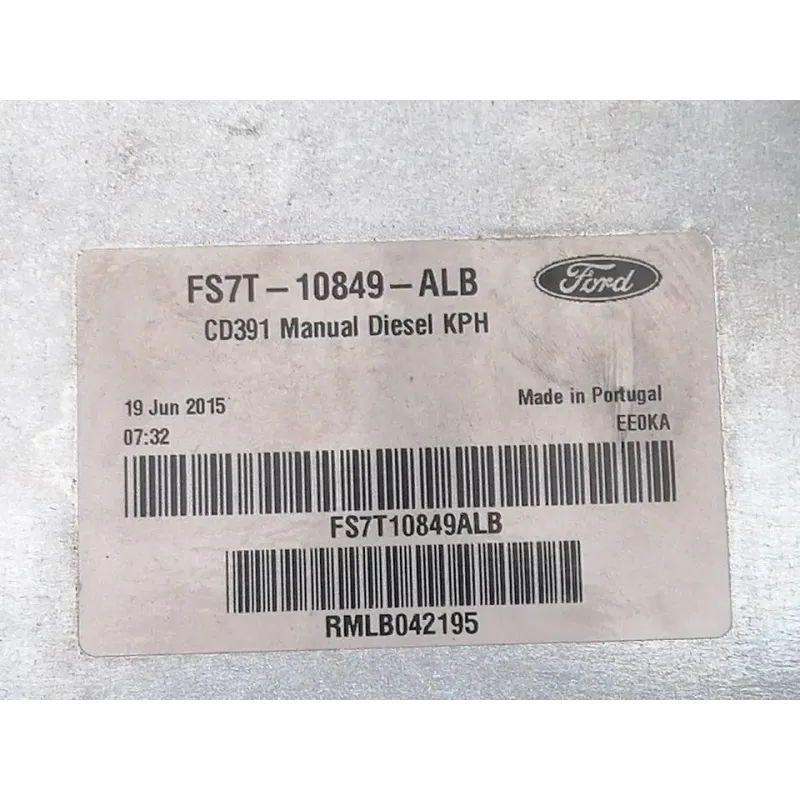 FS7T-10849-ALB
Ford
CD391 Manual Diesel KPH
19 Jun 2015
Made in Portugal
07:32
EE0KA
FS7T10849ALB
RMLB042195